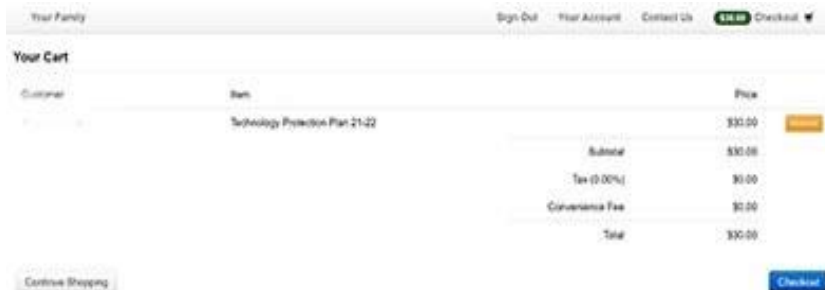 Your Family Sign Out Your Account Contact Us $30.00 Checkout
Your Cart
Customer Item Price
Technology Protection Plan 21-22 $30.00
Subtotal $30.00
Tax (0.00%) $0.00
Convenience Fee $0.00
Total $30.00
Continue Shopping Checkout